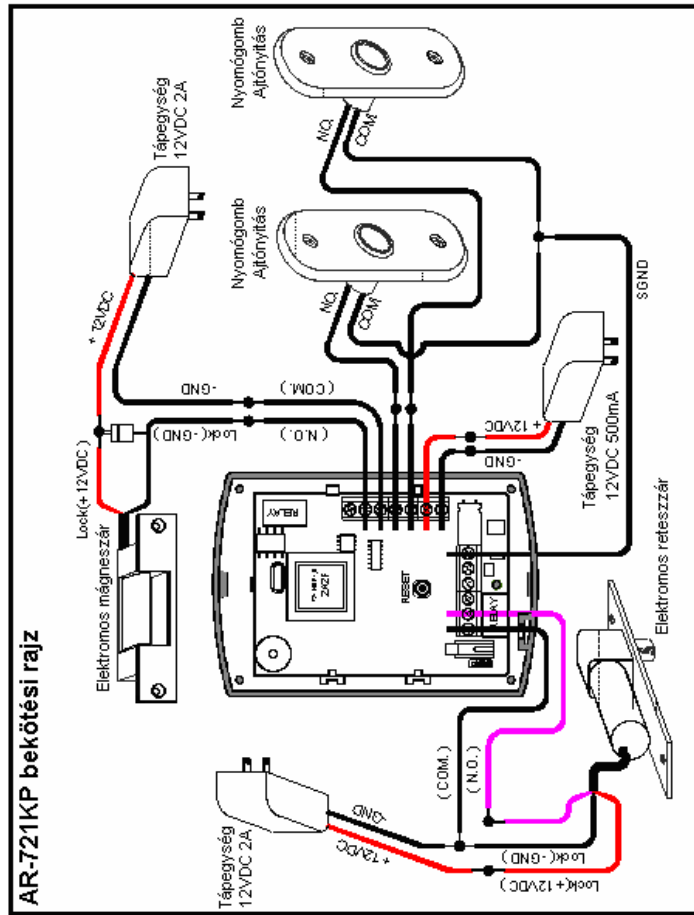 AR-721KP bekötési rajz
Tápegység
12VDC 2A
+ 12VDC
-GND
Lock(+12VDC)
Lock(-GND)
( COM. )
( N.O. )
Elektromos mágneszár
Nyomógomb
Ajtónyitás
NO.
COM
Nyomógomb
Ajtónyitás
NO.
COM
SGND
+ 12VDC
-GND
Tápegység
12VDC 500mA
RELAY
RESET
RELAY
Tápegység
12VDC 2A
-GND
+ 12VDC
( COM. )
( N.O. )
Lock(-GND)
Lock(+12VDC )
Elektromos reteszzár